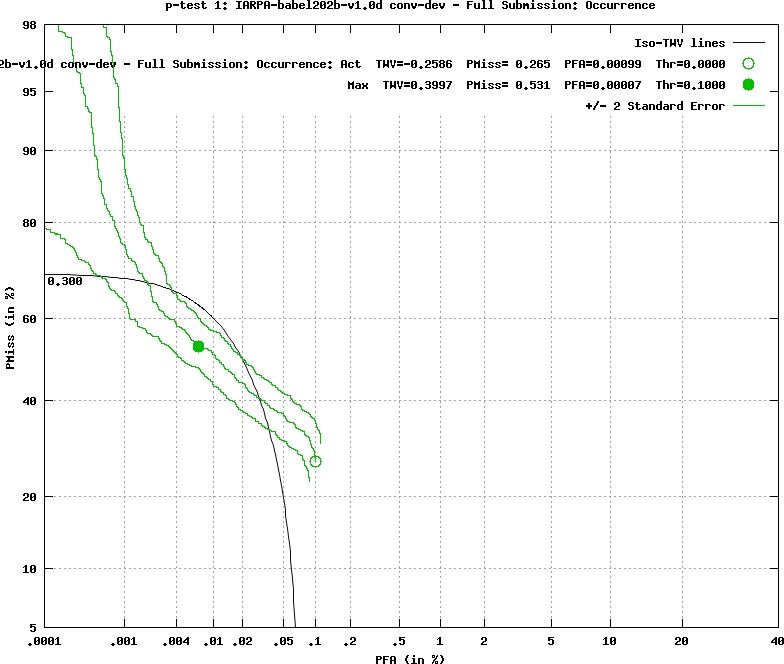 p-test 1: IARPA-babel202b-v1.0d conv-dev - Full Submission: Occurrence
Iso-TWV lines
2b-v1.0d conv-dev - Full Submission: Occurrence: Act TWV=-0.2586 PMiss= 0.265 PFA=0.00099 Thr=0.0000
Max TWV=0.3997 PMiss= 0.531 PFA=0.00007 Thr=0.1000
+/- 2 Standard Error
98
95
90
80
60
40
20
10
5
PMiss (in %)
0.300
.0001 .001 .004 .01 .02 .05 .1 .2 .5 1 2 5 10 20 40
PFA (in %)